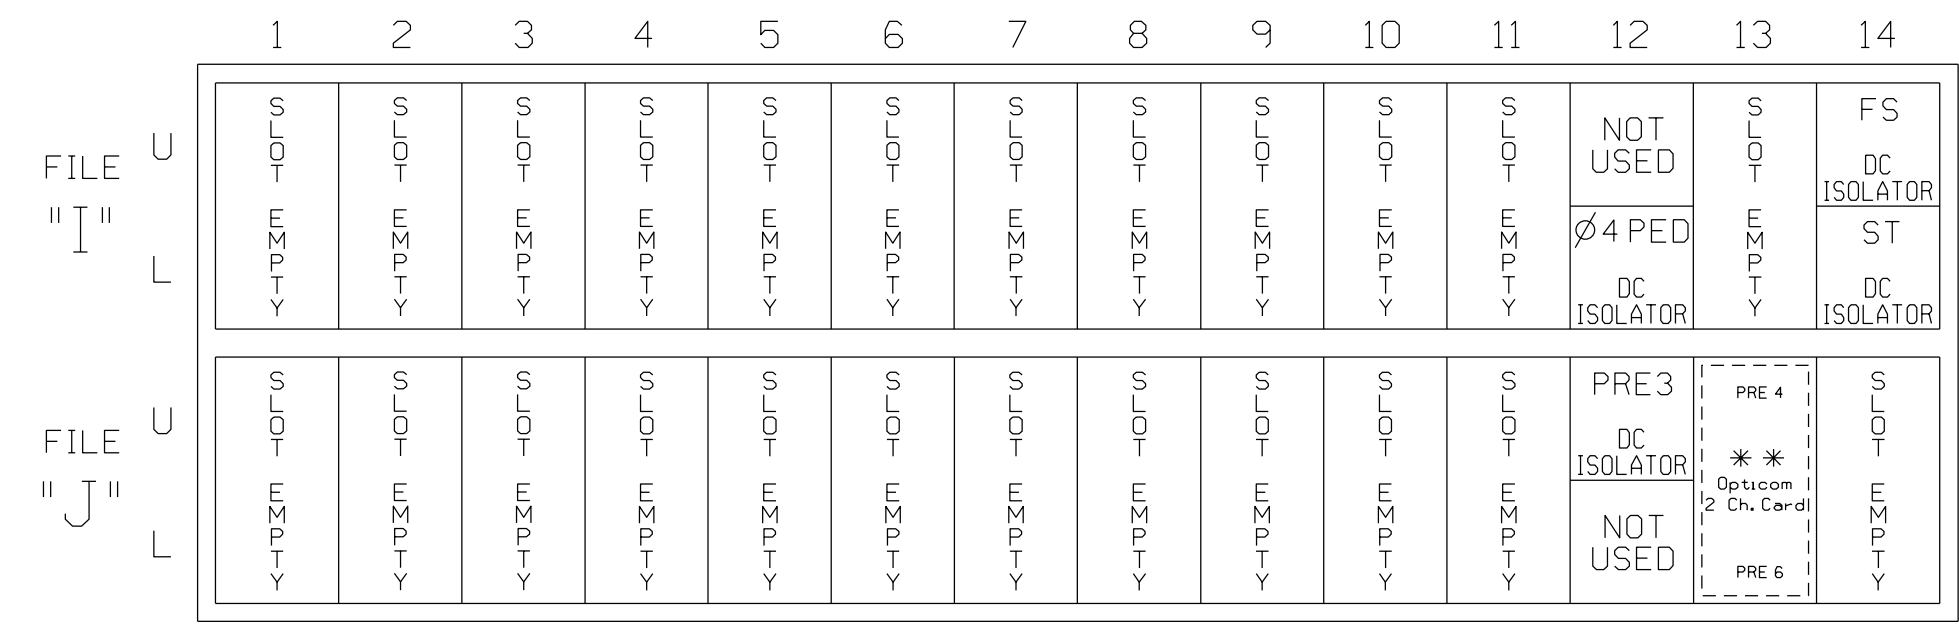 1 2 3 4 5 6 7 8 9 10 11 12 13 14
FILE
"I"
U
L
SLOT EMPTY
SLOT EMPTY
SLOT EMPTY
SLOT EMPTY
SLOT EMPTY
SLOT EMPTY
SLOT EMPTY
SLOT EMPTY
SLOT EMPTY
SLOT EMPTY
SLOT EMPTY
NOT
USED
Ø4 PED
DC
ISOLATOR
SLOT EMPTY
FS
DC
ISOLATOR
ST
DC
ISOLATOR
FILE
"J"
U
L
SLOT EMPTY
SLOT EMPTY
SLOT EMPTY
SLOT EMPTY
SLOT EMPTY
SLOT EMPTY
SLOT EMPTY
SLOT EMPTY
SLOT EMPTY
SLOT EMPTY
SLOT EMPTY
PRE3
DC
ISOLATOR
NOT
USED
PRE 4
* *
Opticom
2 Ch. Card
PRE 6
SLOT EMPTY